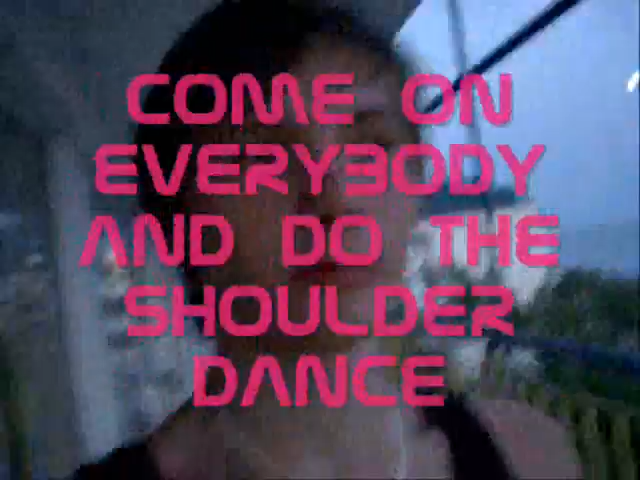 COME ON
EVERYBODY
AND DO THE
SHOULDER
DANCE